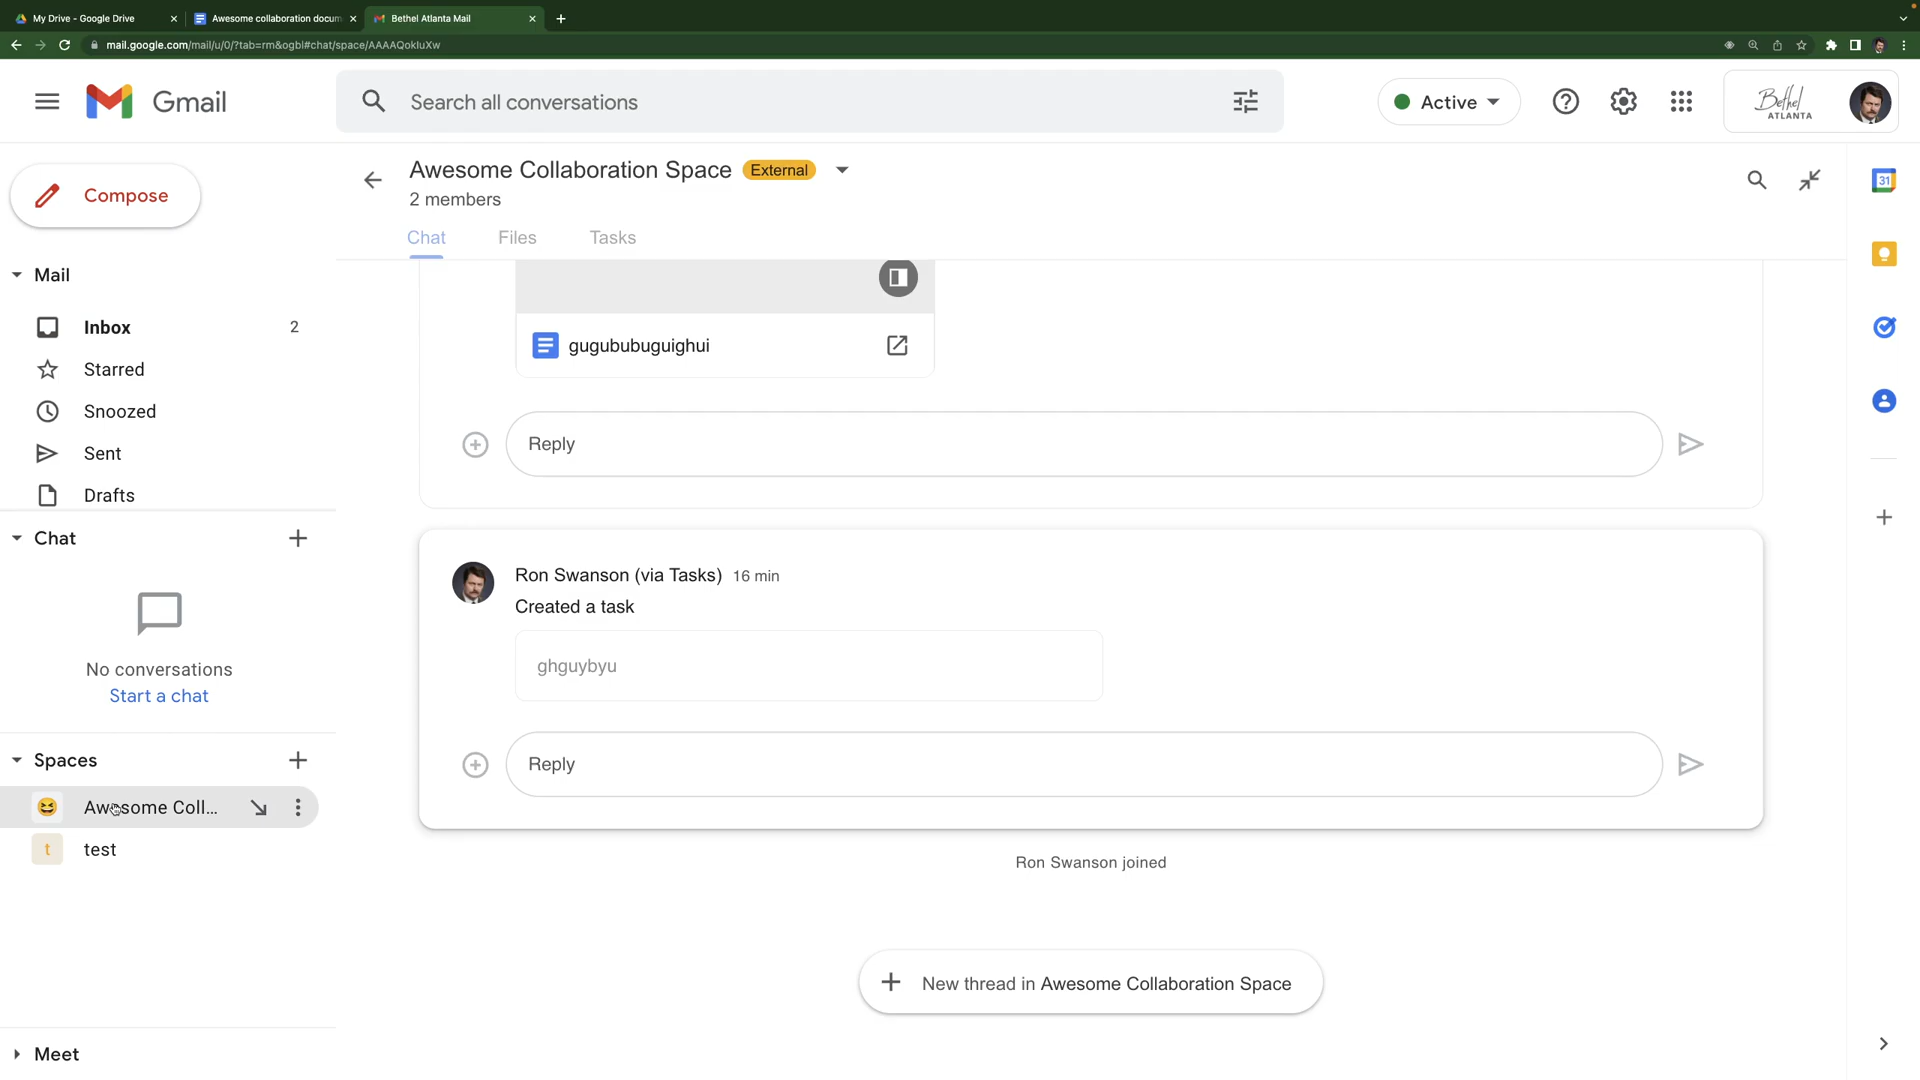 My Drive - Google Drive
Awesome collaboration docum
Bethel Atlanta Mail
mail.google.com/mail/u/0/?tab=rm&ogbl#chat/space/AAAAQokIuXw
Gmail
Search all conversations
Active
Bethel
ATLANTA
Compose
Awesome Collaboration Space External
2 members
Chat Files Tasks
31
Mail
Inbox 2
Starred
Snoozed
Sent
Drafts
Chat
No conversations
Start a chat
Spaces
Awesome Coll...
t test
Meet
gugububuguighui
Reply
Ron Swanson (via Tasks) 16 min
Created a task
ghguybyu
Reply
Ron Swanson joined
New thread in Awesome Collaboration Space